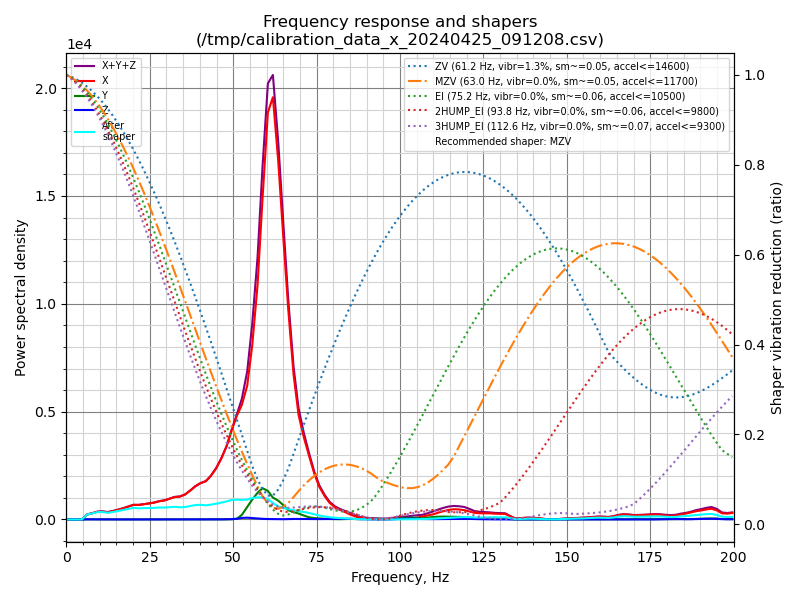 Frequency response and shapers
(/tmp/calibration_data_x_20240425_091208.csv)
1e4
X+Y+Z
X
Y
Z
After
shaper
ZV (61.2 Hz, vibr=1.3%, sm~=0.05, accel<=14600)
MZV (63.0 Hz, vibr=0.0%, sm~=0.05, accel<=11700)
EI (75.2 Hz, vibr=0.0%, sm~=0.06, accel<=10500)
2HUMP_EI (93.8 Hz, vibr=0.0%, sm~=0.06, accel<=9800)
3HUMP_EI (112.6 Hz, vibr=0.0%, sm~=0.07, accel<=9300)
Recommended shaper: MZV
Power spectral density
2.0
1.5
1.0
0.5
0.0
1.0
0.8
0.6
0.4
0.2
0.0
Shaper vibration reduction (ratio)
0 25 50 75 100 125 150 175 200
Frequency, Hz